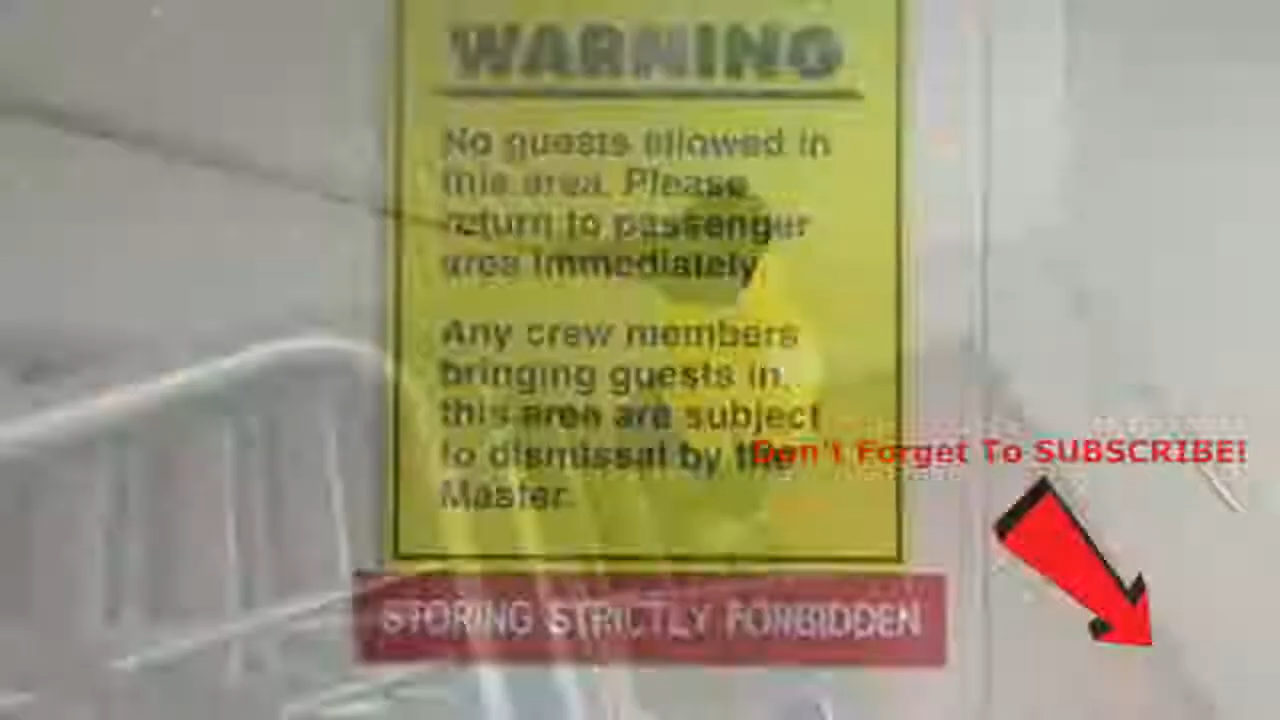 WARNING
No guests allowed in
this area. Please
return to passenger
area immediately
Any crew members
bringing guests in
this area are subject
to dismissal by the
Master.
Don't Forget To SUBSCRIBE!
STORING STRICTLY FORBIDDEN